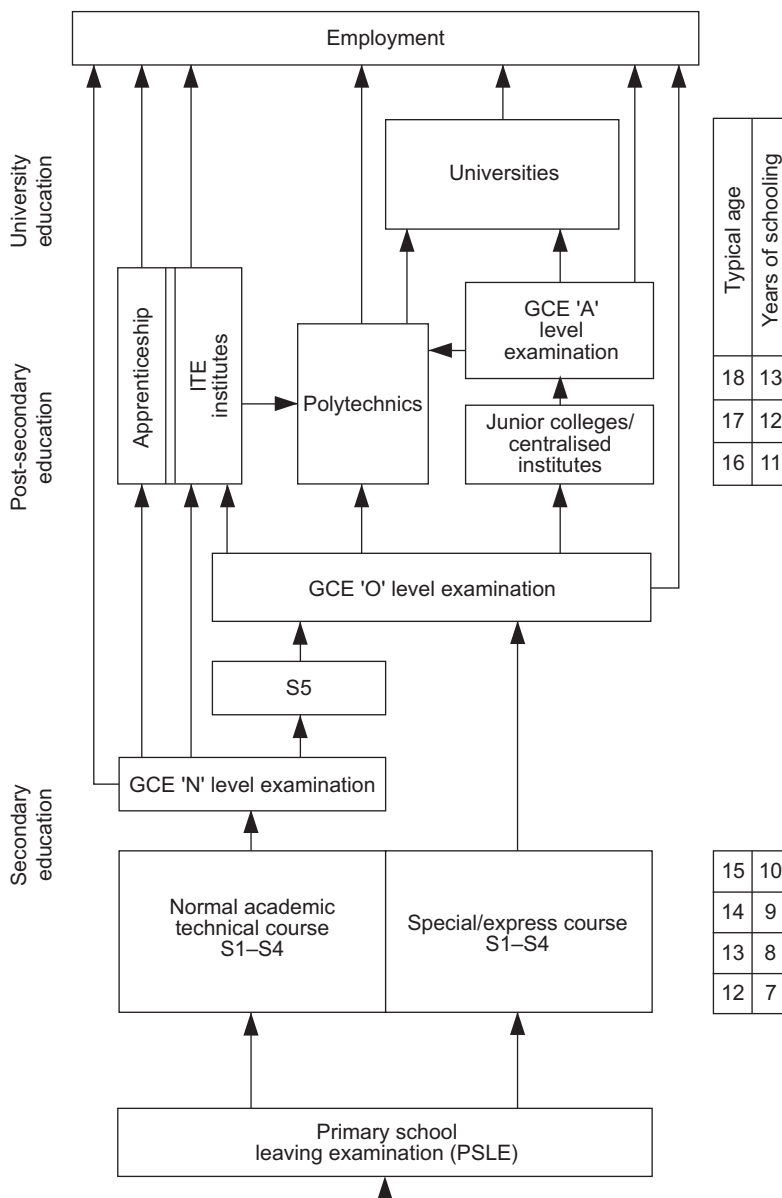 Employment
University
education
Universities
Typical age
Years of schooling
Apprenticeship
ITE
institutes
Polytechnics
GCE 'A'
level
examination
Post-secondary
education
Junior colleges/
centralised
institutes
18 13
17 12
16 11
GCE 'O' level examination
S5
GCE 'N' level examination
Secondary
education
Normal academic
technical course
S1–S4
Special/express course
S1–S4
15 10
14 9
13 8
12 7
Primary school
leaving examination (PSLE)